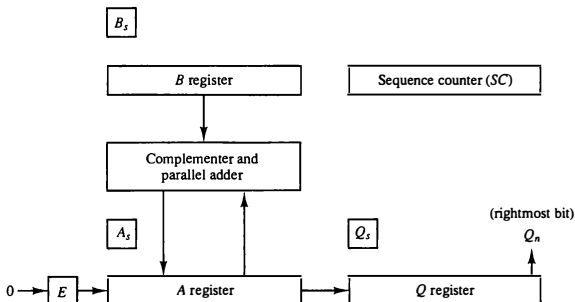 B_s
B register
Sequence counter (SC)
Complementer and
parallel adder
A_s
Q_s
(rightmost bit)
Q_n
0
E
A register
Q register